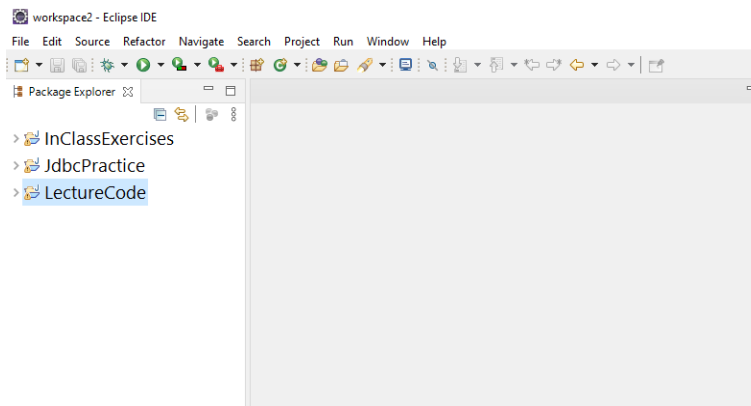 workspace2 - Eclipse IDE
File Edit Source Refactor Navigate Search Project Run Window Help
Package Explorer
InClassExercises
JdbcPractice
LectureCode